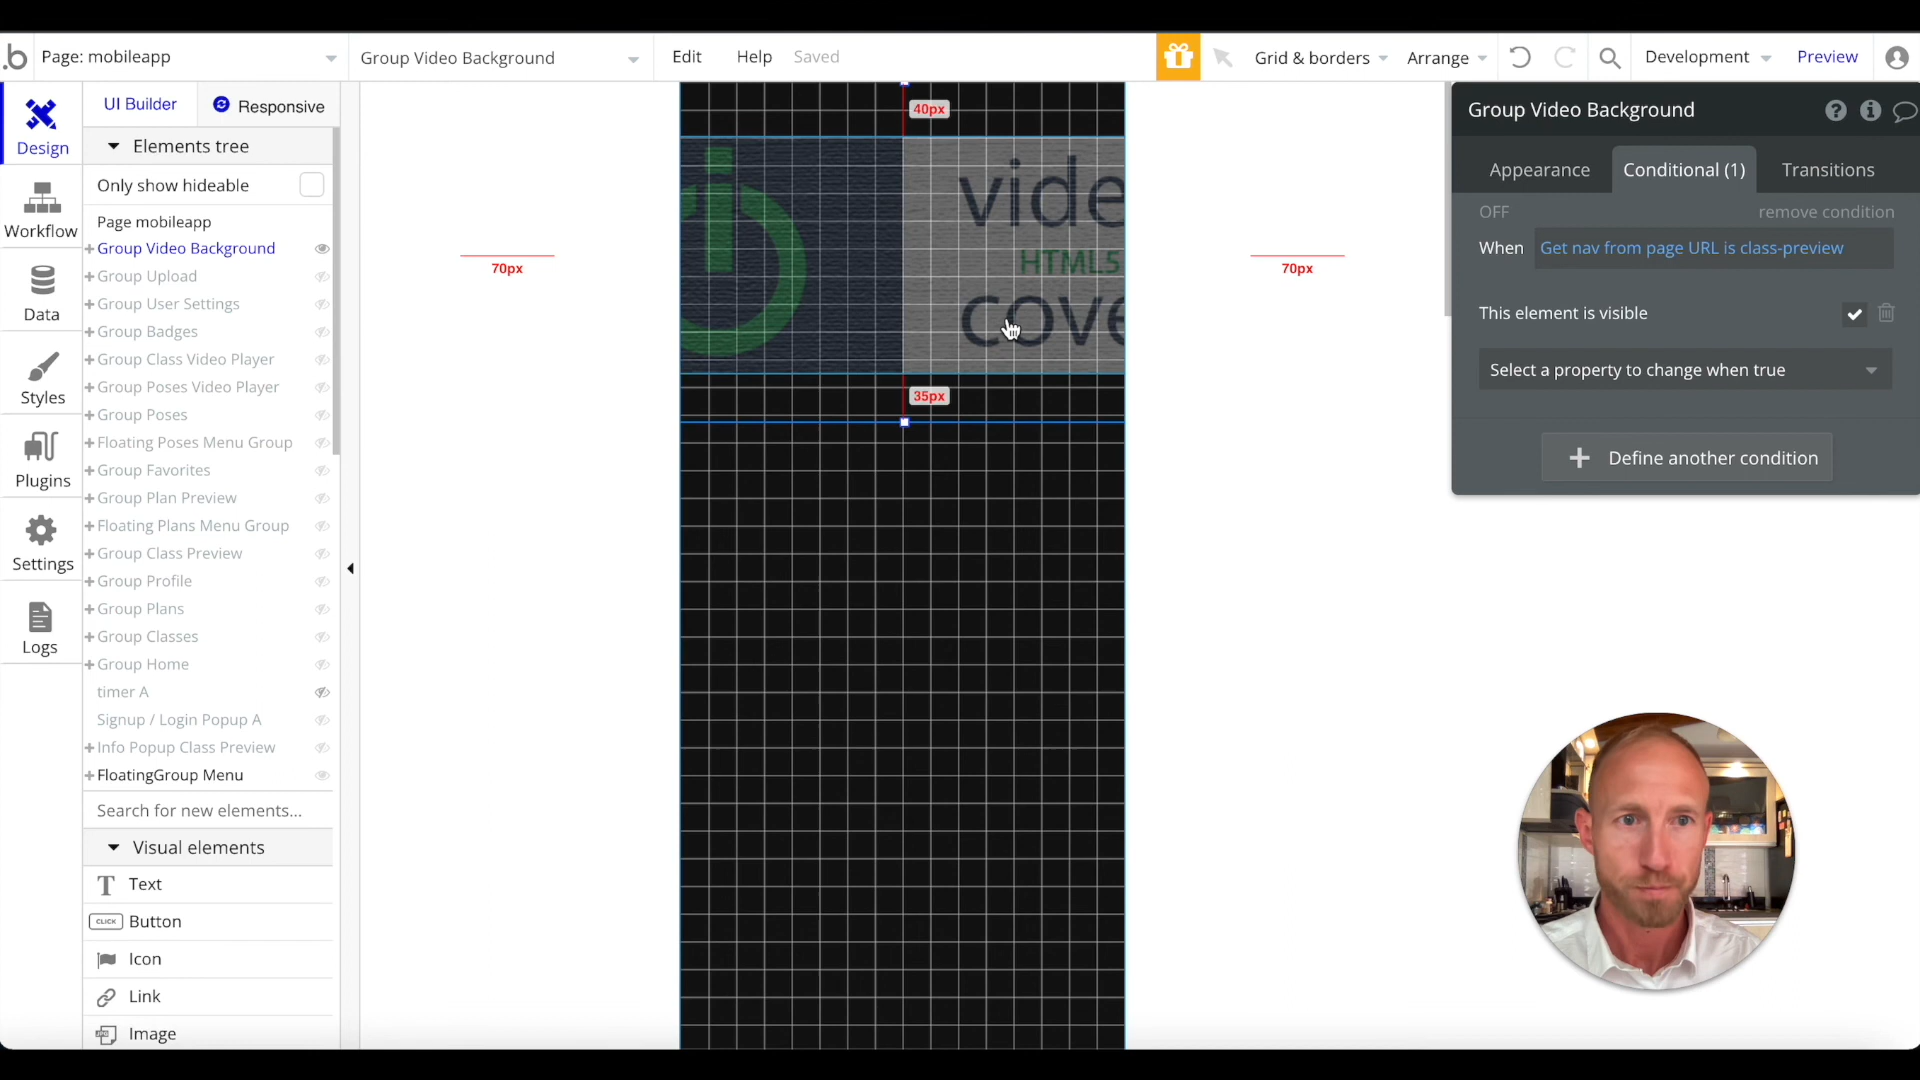 Page: mobileapp
Group Video Background
Edit
Help
Saved
Grid & borders
Arrange
Development
Preview
Design
Workflow
Data
Styles
Plugins
Settings
Logs
UI Builder
Responsive
Elements tree
Only show hideable
Page mobileapp
Group Video Background
Group Upload
Group User Settings
Group Badges
Group Class Video Player
Group Poses Video Player
Group Poses
Floating Poses Menu Group
Group Favorites
Group Plan Preview
Floating Plans Menu Group
Group Class Preview
Group Profile
Group Plans
Group Classes
Group Home
timer A
Signup / Login Popup A
Info Popup Class Preview
FloatingGroup Menu
Search for new elements...
Visual elements
Text
CLICK Button
Icon
Link
Image
40px
vide
HTML5
cove
70px
70px
35px
Group Video Background
Appearance
Conditional (1)
Transitions
OFF
remove condition
When
Get nav from page URL is class-preview
This element is visible
Select a property to change when true
Define another condition